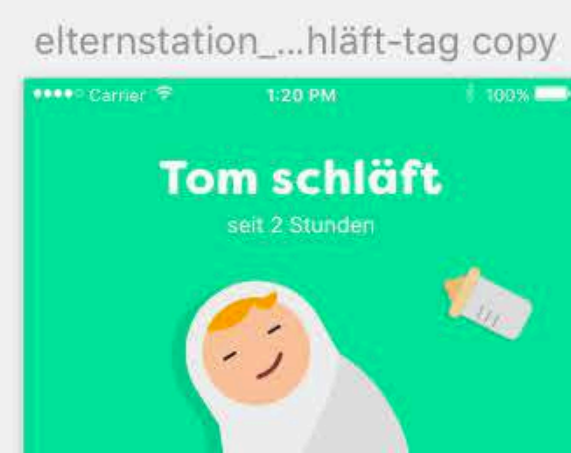 elternstation_...hläft-tag copy
Carrier 1:20 PM 100%
Tom schläft
seit 2 Stunden